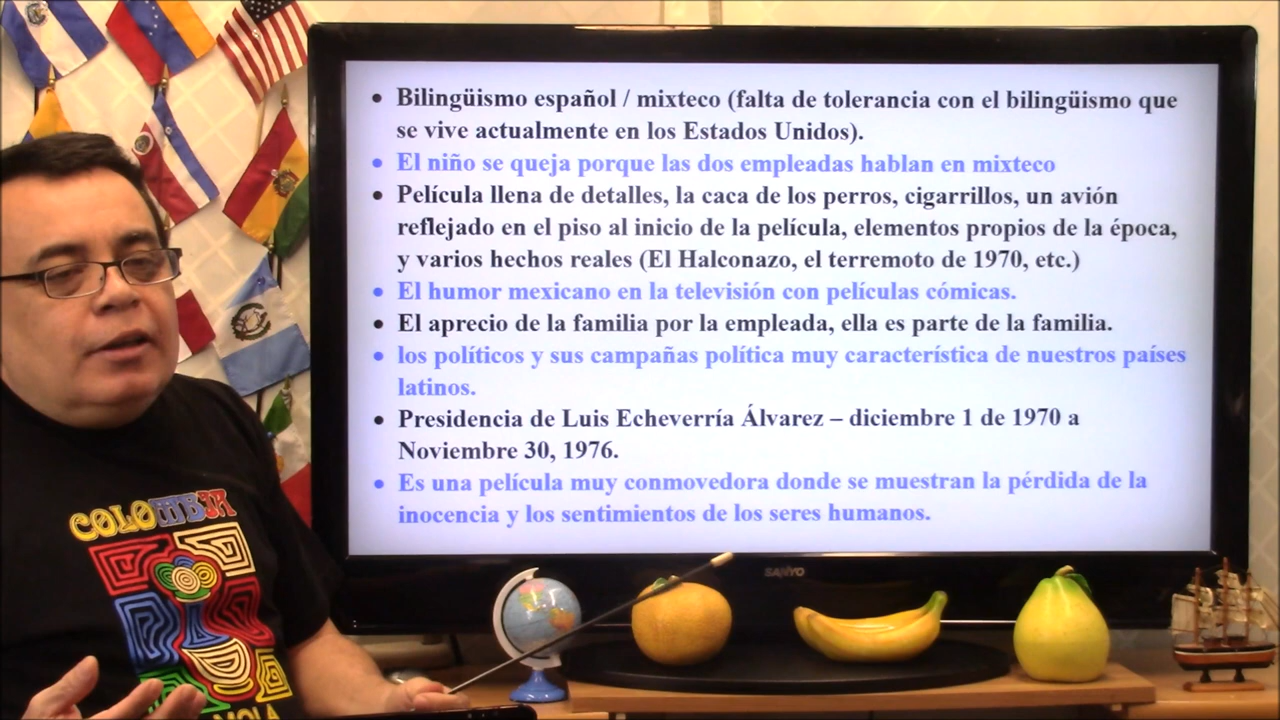 • Bilingüismo español / mixteco (falta de tolerancia con el bilingüismo que
se vive actualmente en los Estados Unidos).
• El niño se queja porque las dos empleadas hablan en mixteco
• Película llena de detalles, la caca de los perros, cigarrillos, un avión
reflejado en el piso al inicio de la película, elementos propios de la época,
y varios hechos reales (El Halconazo, el terremoto de 1970, etc.)
• El humor mexicano en la televisión con películas cómicas.
• El aprecio de la familia por la empleada, ella es parte de la familia.
• los políticos y sus campañas política muy característica de nuestros países
latinos.
• Presidencia de Luis Echeverría Álvarez – diciembre 1 de 1970 a
Noviembre 30, 1976.
• Es una película muy conmovedora donde se muestran la pérdida de la
inocencia y los sentimientos de los seres humanos.
SANYO
COLOMBIA
MOLA